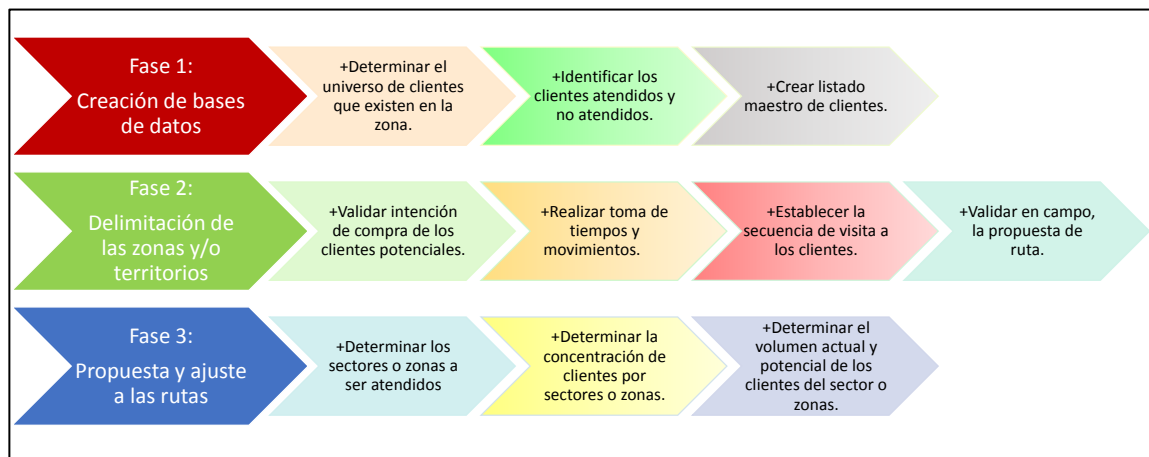 Fase 1:
Creación de bases
de datos
+Determinar el
universo de clientes
que existen en la
zona.
+Identificar los
clientes atendidos y
no atendidos.
+Crear listado
maestro de clientes.
Fase 2:
Delimitación de
las zonas y/o
territorios
+Validar intención
de compra de los
clientes potenciales.
+Realizar toma de
tiempos y
movimientos.
+Establecer la
secuencia de visita a
los clientes.
+Validar en campo,
la propuesta de
ruta.
Fase 3:
Propuesta y ajuste
a las rutas
+Determinar los
sectores o zonas a
ser atendidos
+Determinar la
concentración de
clientes por
sectores o zonas.
+Determinar el
volumen actual y
potencial de los
clientes del sector o
zonas.